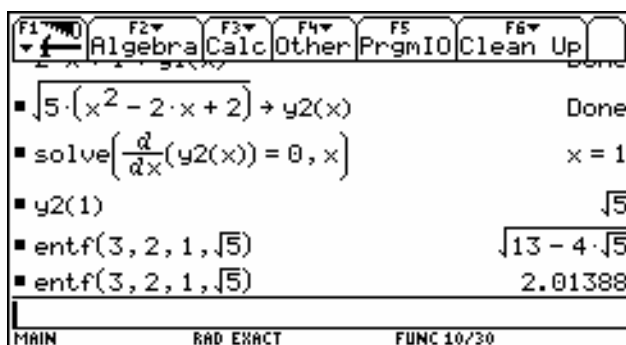 F1 F2 F3 F4 F5 F6
Algebra Calc Other PrgmIO Clean Up
√5·(x² - 2·x + 2) → y2(x) Done
solve(d/dx(y2(x)) = 0, x) x = 1
y2(1) √5
entf(3, 2, 1, √5) √13 - 4·√5
entf(3, 2, 1, √5) 2.01388
MAIN RAD EXACT FUNC 10/30